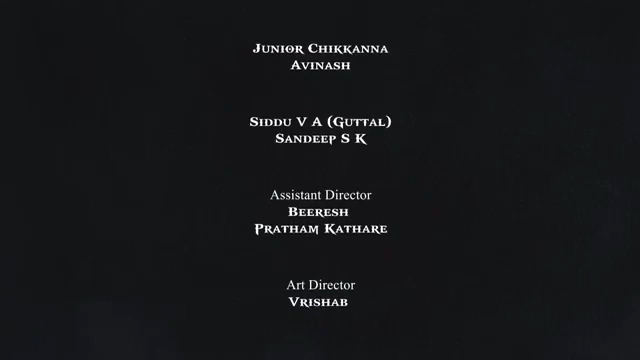 Junior Chikkanna
Avinash
Siddu V A (Guttal)
Sandeep S K
Assistant Director
Beeresh
Pratham Kathare
Art Director
Vrishab